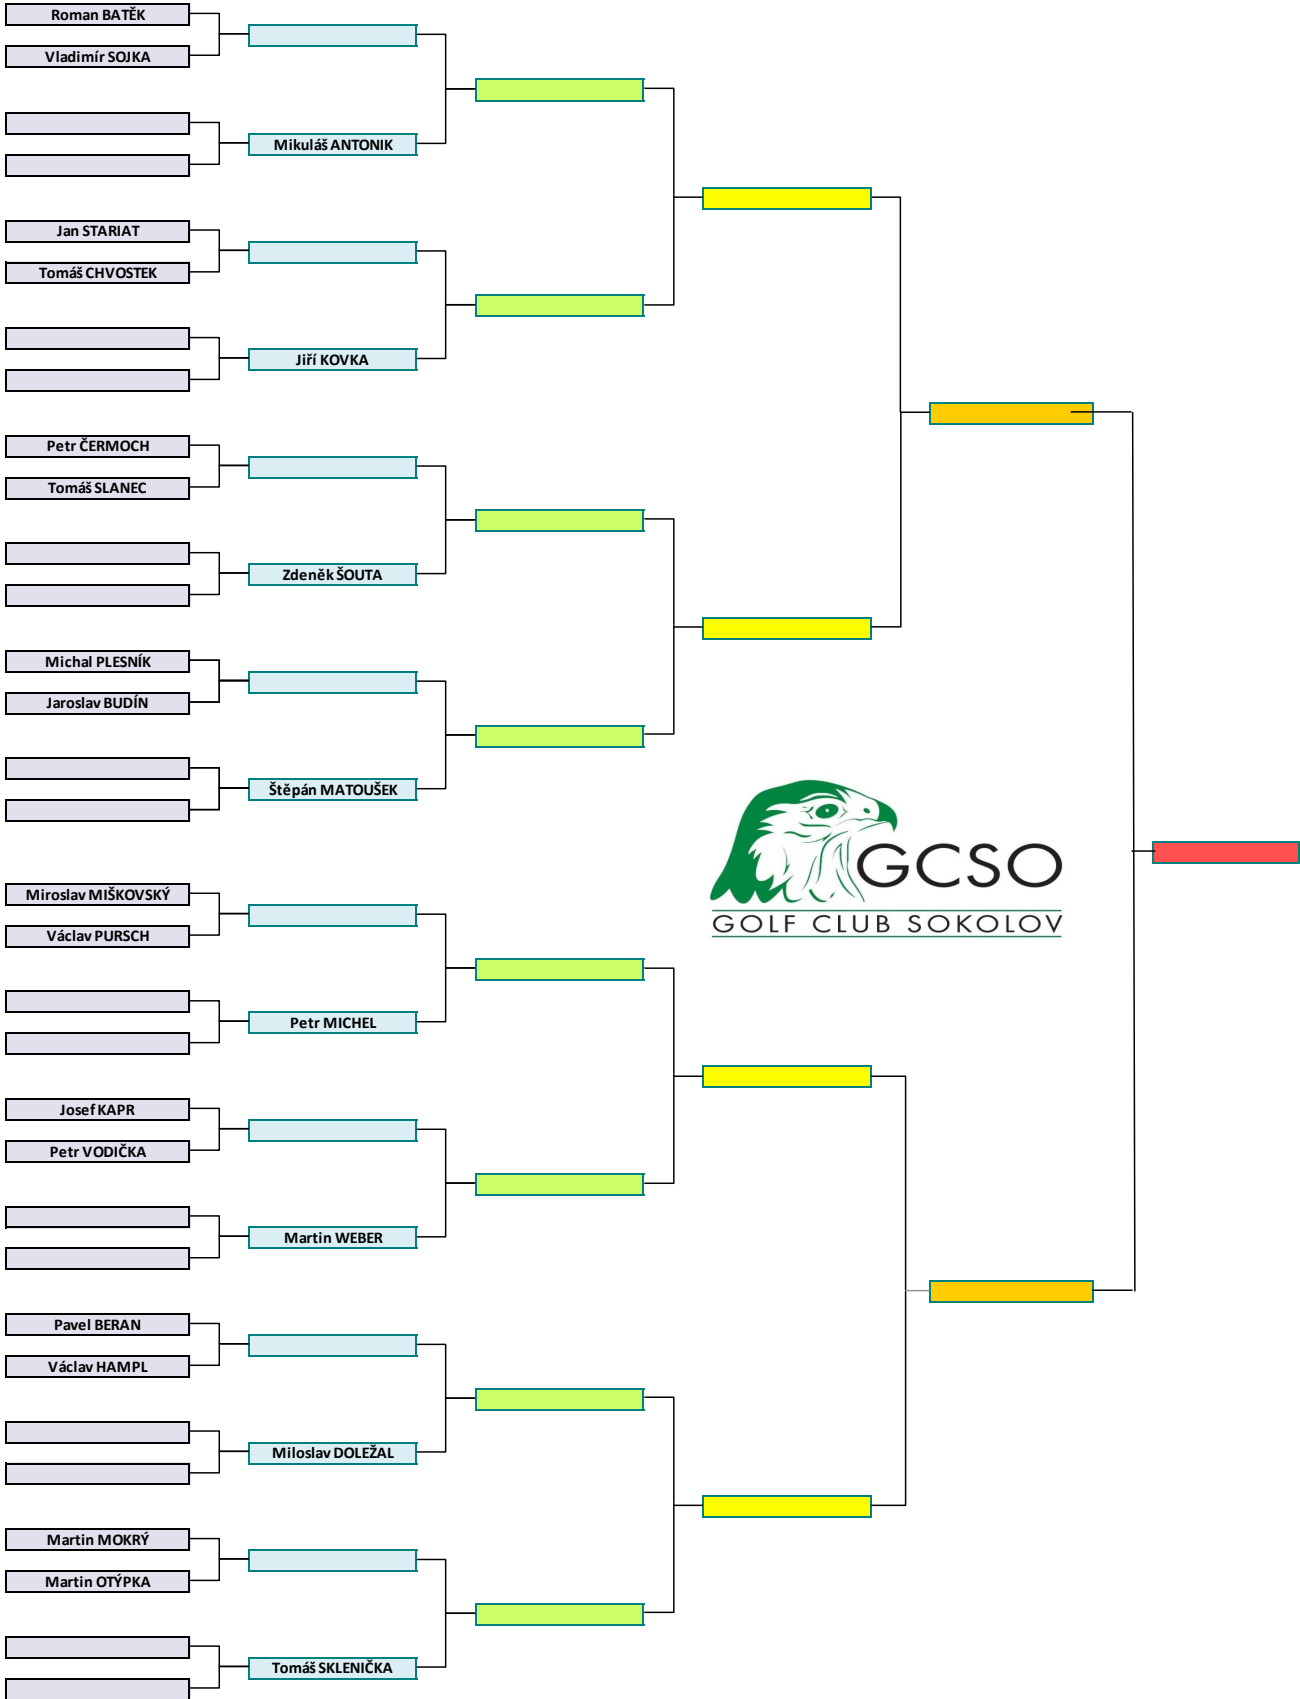 Roman BATĚK
Vladimír SOJKA
Mikuláš ANTONIK
Jan STARIAT
Tomáš CHVOSTEK
Jiří KOVKA
Petr ČERMOCH
Tomáš SLANEC
Zdeněk ŠOUTA
Michal PLESNÍK
Jaroslav BUDÍN
Štěpán MATOUŠEK
GCSO
GOLF CLUB SOKOLOV
Miroslav MIŠKOVSKÝ
Václav PURSCH
Petr MICHEL
Josef KAPR
Petr VODIČKA
Martin WEBER
Pavel BERAN
Václav HAMPL
Miloslav DOLEŽAL
Martin MOKRÝ
Martin OTÝPKA
Tomáš SKLENIČKA